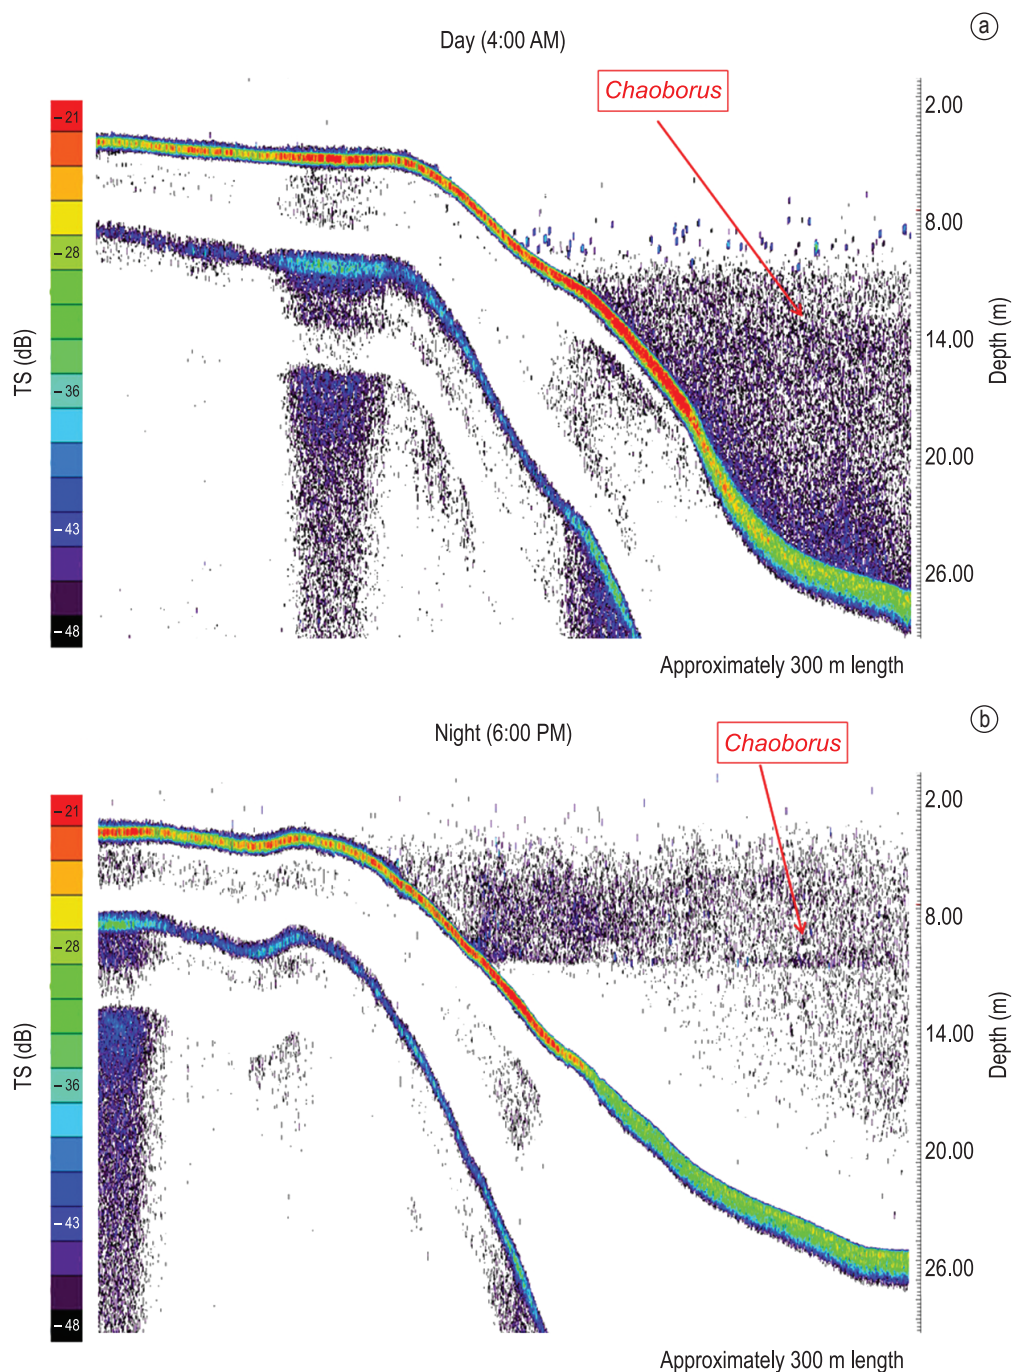 a
Day (4:00 AM)
Chaoborus
–21
–28
–36
–43
–48
TS (dB)
2.00
8.00
14.00
20.00
26.00
Depth (m)
Approximately 300 m length
b
Night (6:00 PM)
Chaoborus
–21
–28
–36
–43
–48
TS (dB)
2.00
8.00
14.00
20.00
26.00
Depth (m)
Approximately 300 m length